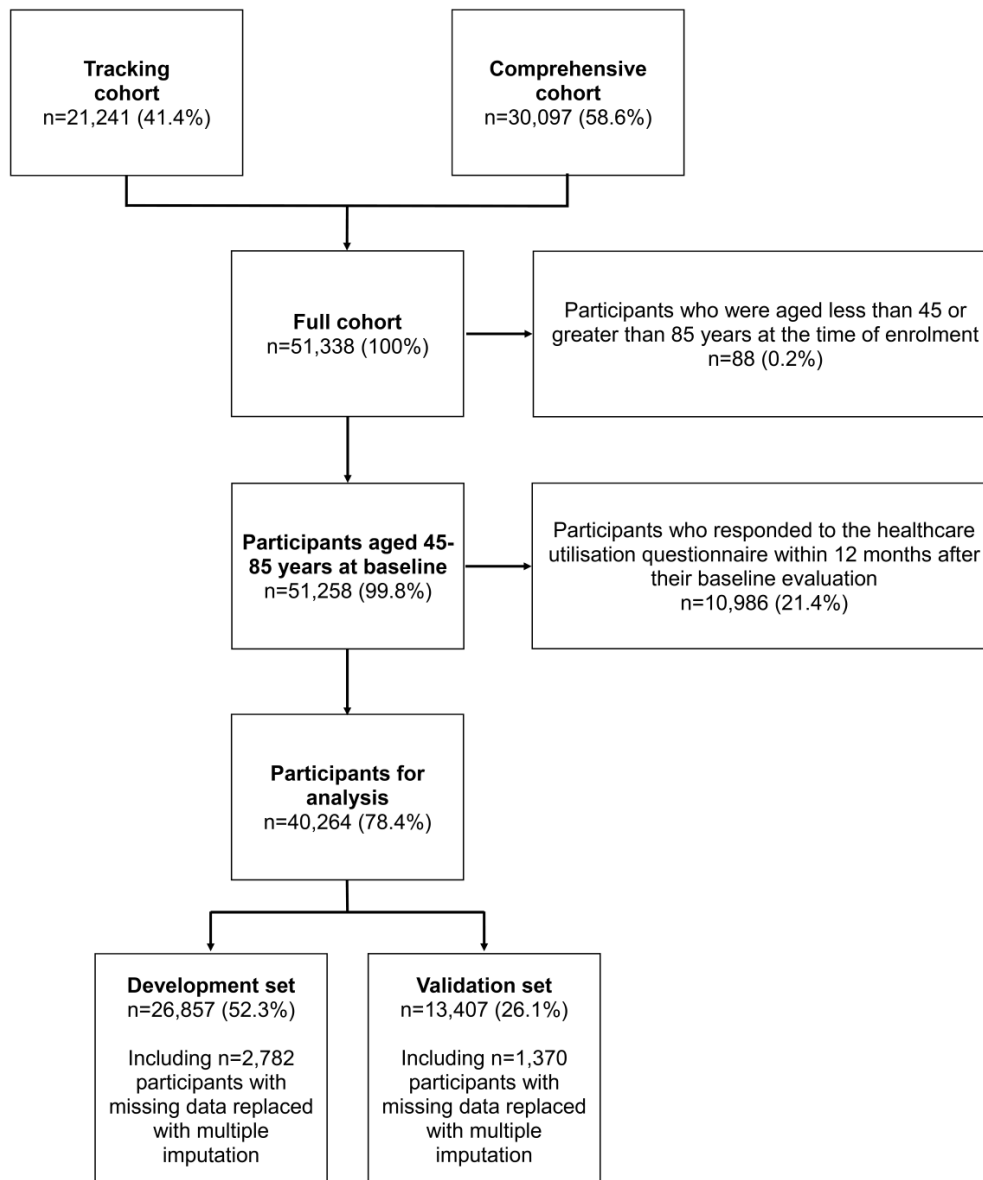 Tracking
cohort
n=21,241 (41.4%)
Comprehensive
cohort
n=30,097 (58.6%)
Full cohort
n=51,338 (100%)
Participants who were aged less than 45 or
greater than 85 years at the time of enrolment
n=88 (0.2%)
Participants aged 45-
85 years at baseline
n=51,258 (99.8%)
Participants who responded to the healthcare
utilisation questionnaire within 12 months after
their baseline evaluation
n=10,986 (21.4%)
Participants for
analysis
n=40,264 (78.4%)
Development set
n=26,857 (52.3%)
Including n=2,782
participants with
missing data replaced
with multiple
imputation
Validation set
n=13,407 (26.1%)
Including n=1,370
participants with
missing data replaced
with multiple
imputation